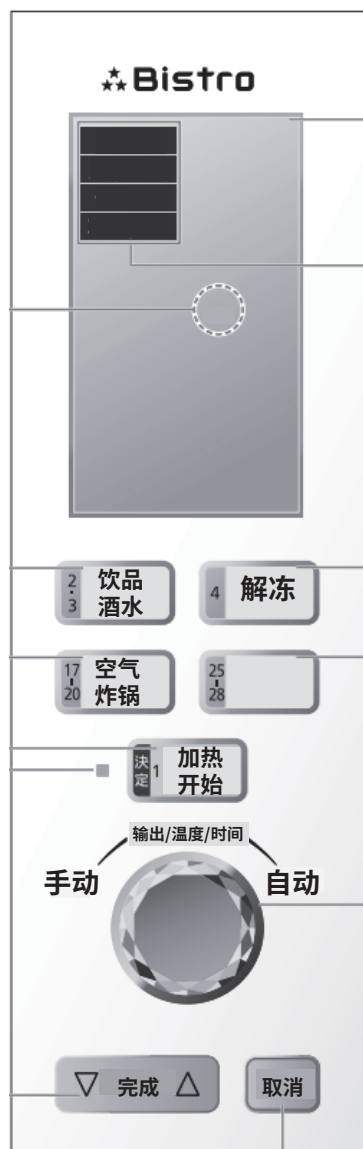 Bistro
2・3 饮品
酒水
4 解冻
17-20 空气
炸锅
25-28
決定 1 加热
开始
输出/温度/时间
手动 自动
▽ 完成 △ 取消